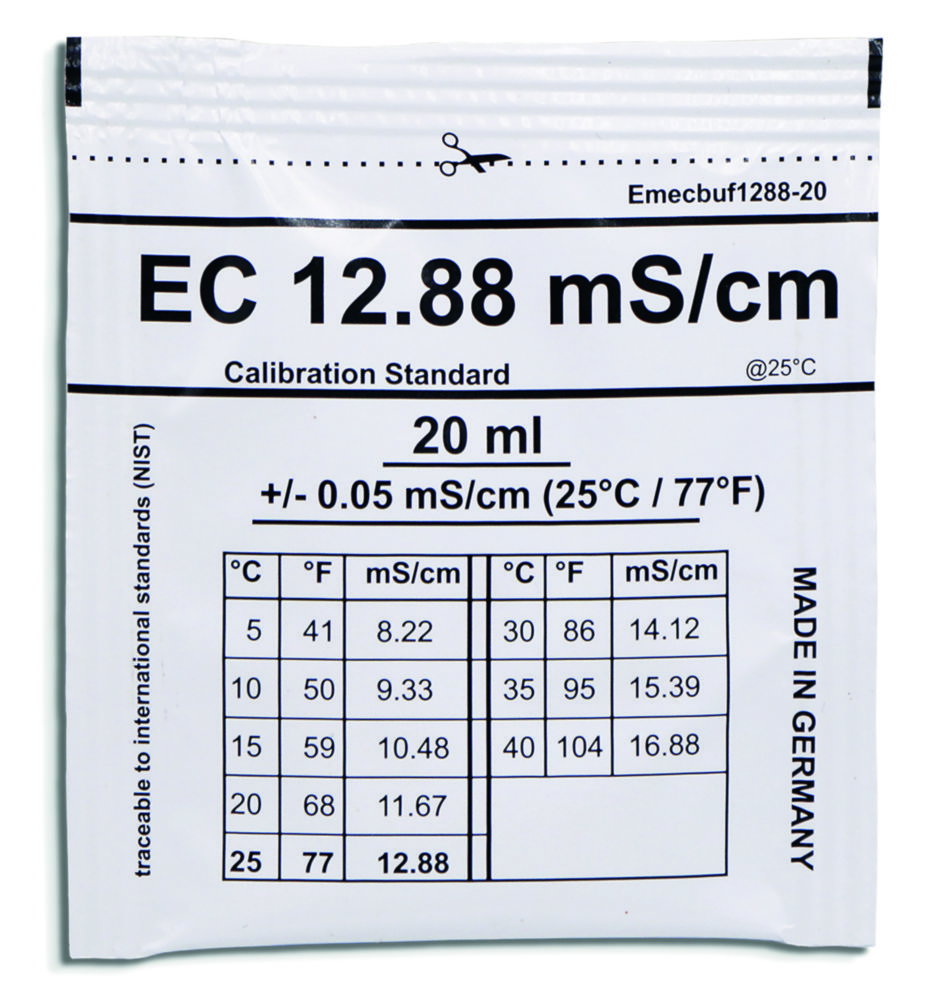 Emecbuf1288-20
EC 12.88 mS/cm
Calibration Standard @25°C
20 ml
+/- 0.05 mS/cm (25°C / 77°F)
traceable to international standards (NIST)
°C °F mS/cm °C °F mS/cm
5 41 8.22 30 86 14.12
10 50 9.33 35 95 15.39
15 59 10.48 40 104 16.88
20 68 11.67
25 77 12.88
MADE IN GERMANY